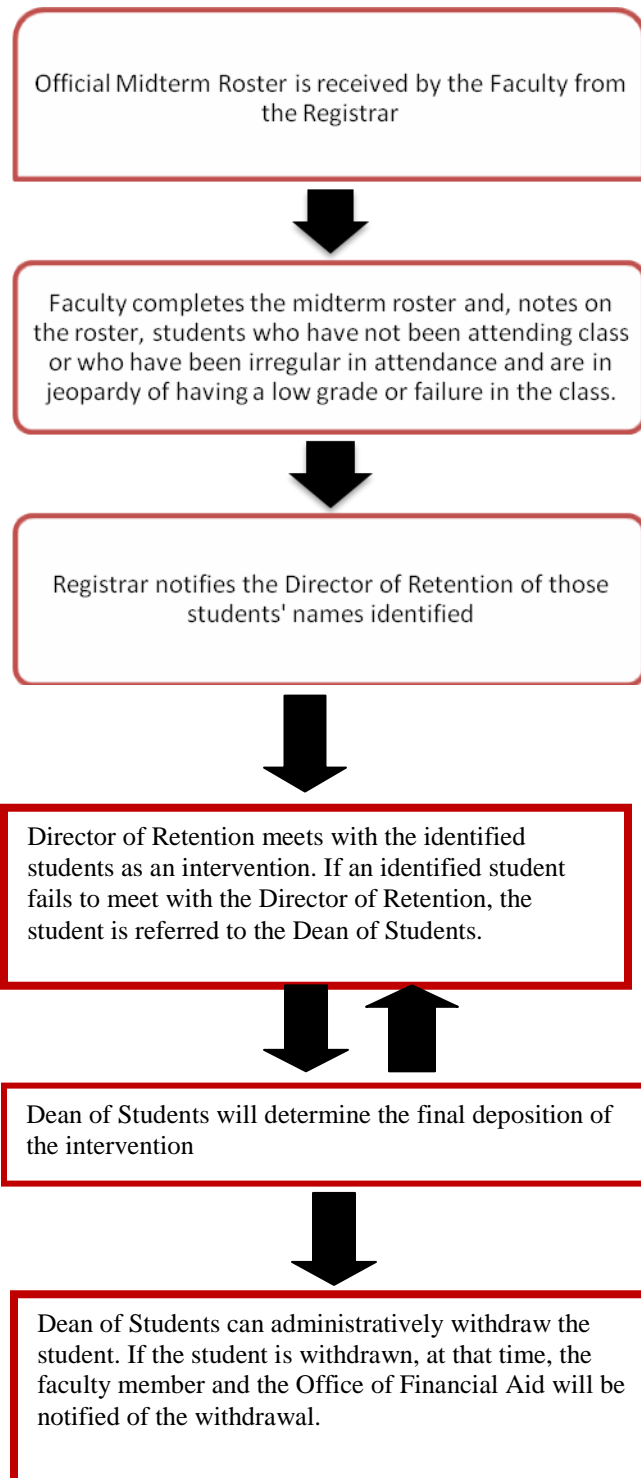 Official Midterm Roster is received by the Faculty from
the Registrar
Faculty completes the midterm roster and, notes on
the roster, students who have not been attending class
or who have been irregular in attendance and are in
jeopardy of having a low grade or failure in the class.
Registrar notifies the Director of Retention of those
students' names identified
Director of Retention meets with the identified
students as an intervention. If an identified student
fails to meet with the Director of Retention, the
student is referred to the Dean of Students.
Dean of Students will determine the final deposition of
the intervention
Dean of Students can administratively withdraw the
student. If the student is withdrawn, at that time, the
faculty member and the Office of Financial Aid will be
notified of the withdrawal.